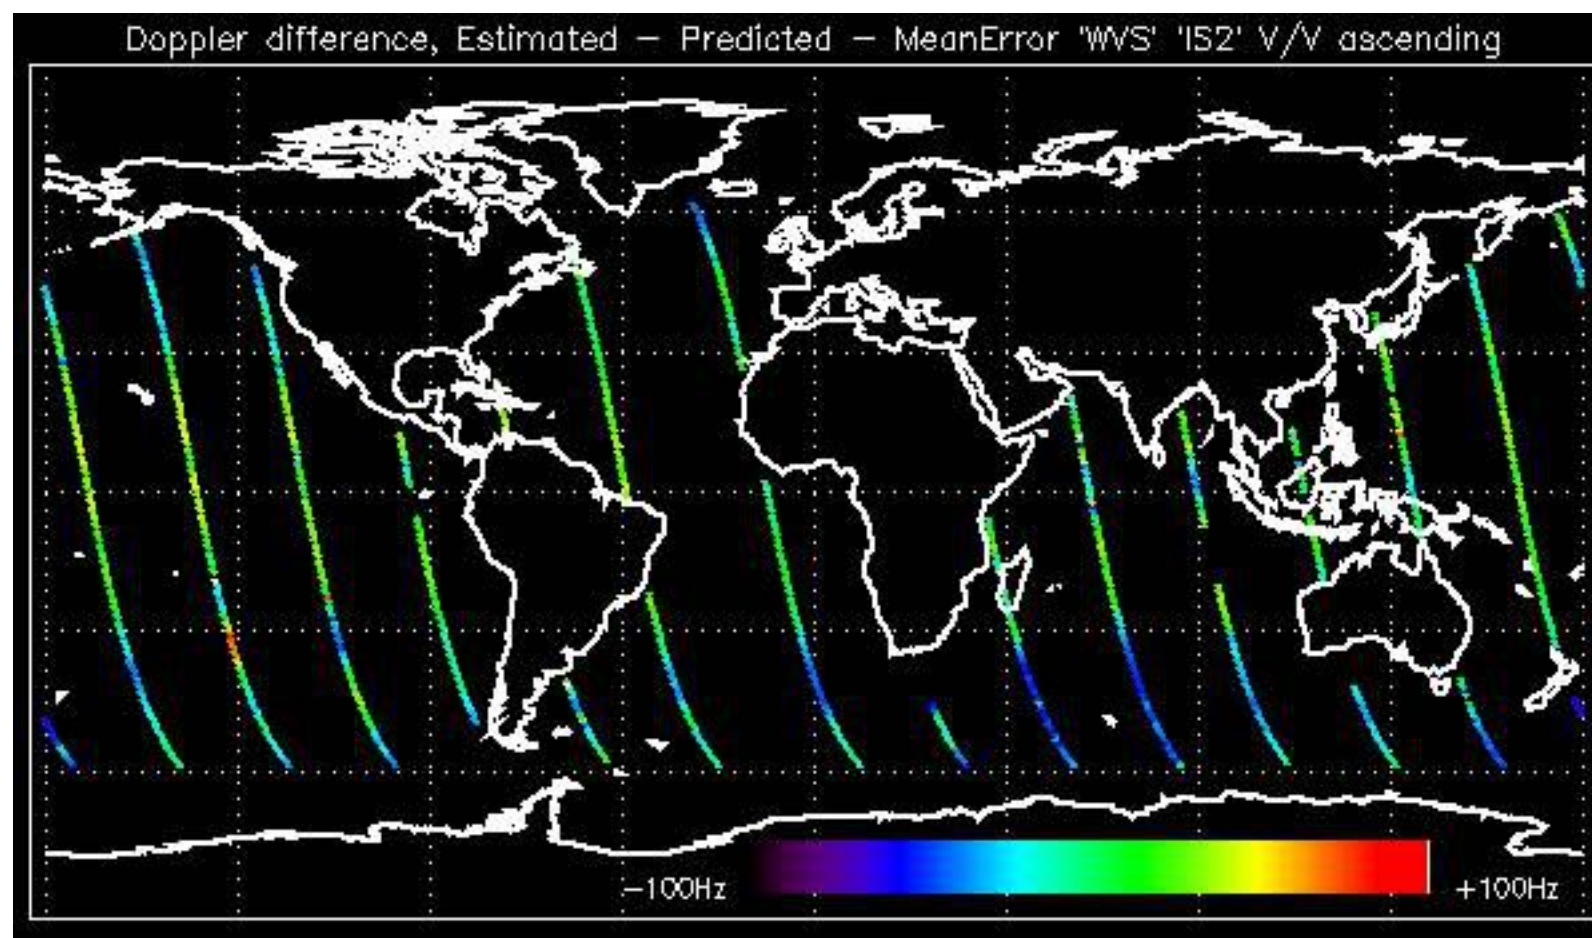 Doppler difference, Estimated – Predicted – MeanError 'WVS' 'IS2' V/V ascending
–100Hz +100Hz